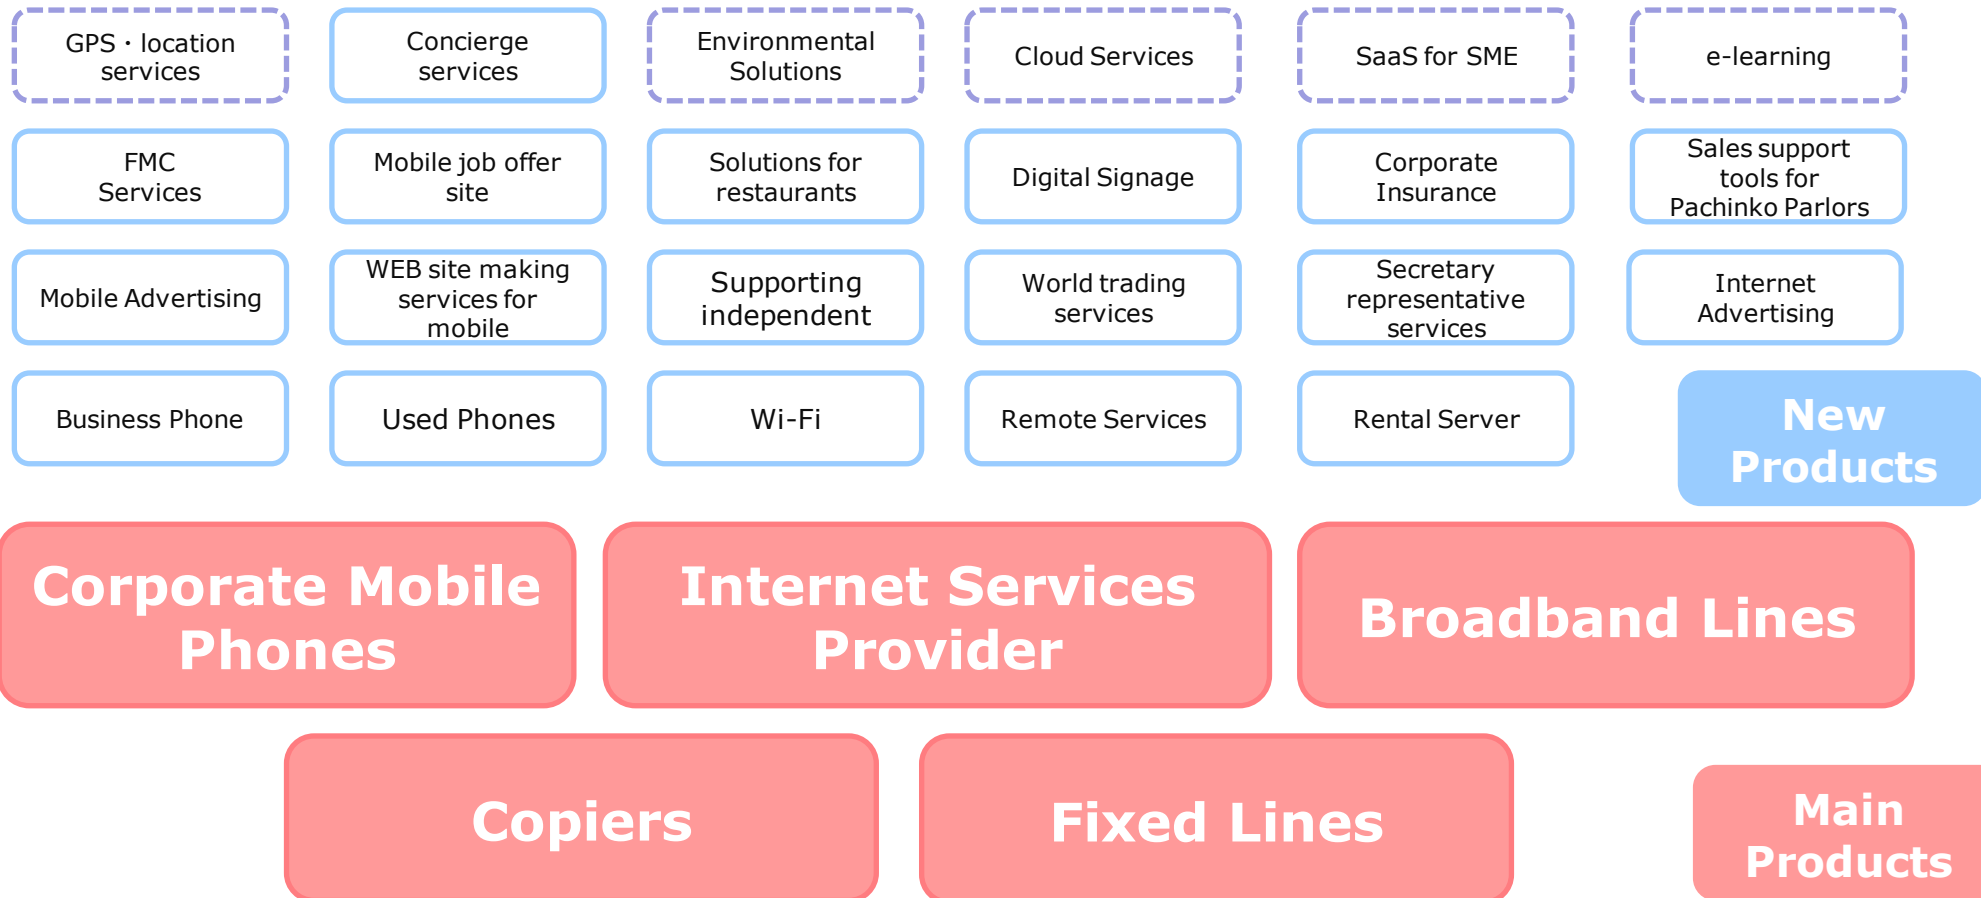 GPS・location
services
Concierge
services
Environmental
Solutions
Cloud Services
SaaS for SME
e-learning
FMC
Services
Mobile job offer
site
Solutions for
restaurants
Digital Signage
Corporate
Insurance
Sales support
tools for
Pachinko Parlors
Mobile Advertising
WEB site making
services for
mobile
Supporting
independent
World trading
services
Secretary
representative
services
Internet
Advertising
Business Phone
Used Phones
Wi-Fi
Remote Services
Rental Server
New
Products
Corporate Mobile
Phones
Internet Services
Provider
Broadband Lines
Copiers
Fixed Lines
Main
Products